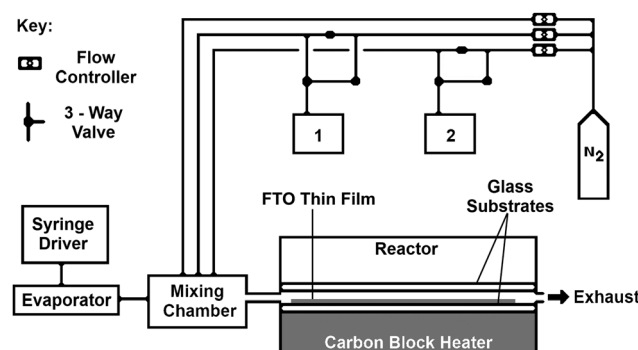 Key:
Flow
Controller
3 - Way
Valve
1
2
N2
Glass
Substrates
FTO Thin Film
Syringe
Driver
Reactor
Evaporator
Mixing
Chamber
Exhaust
Carbon Block Heater